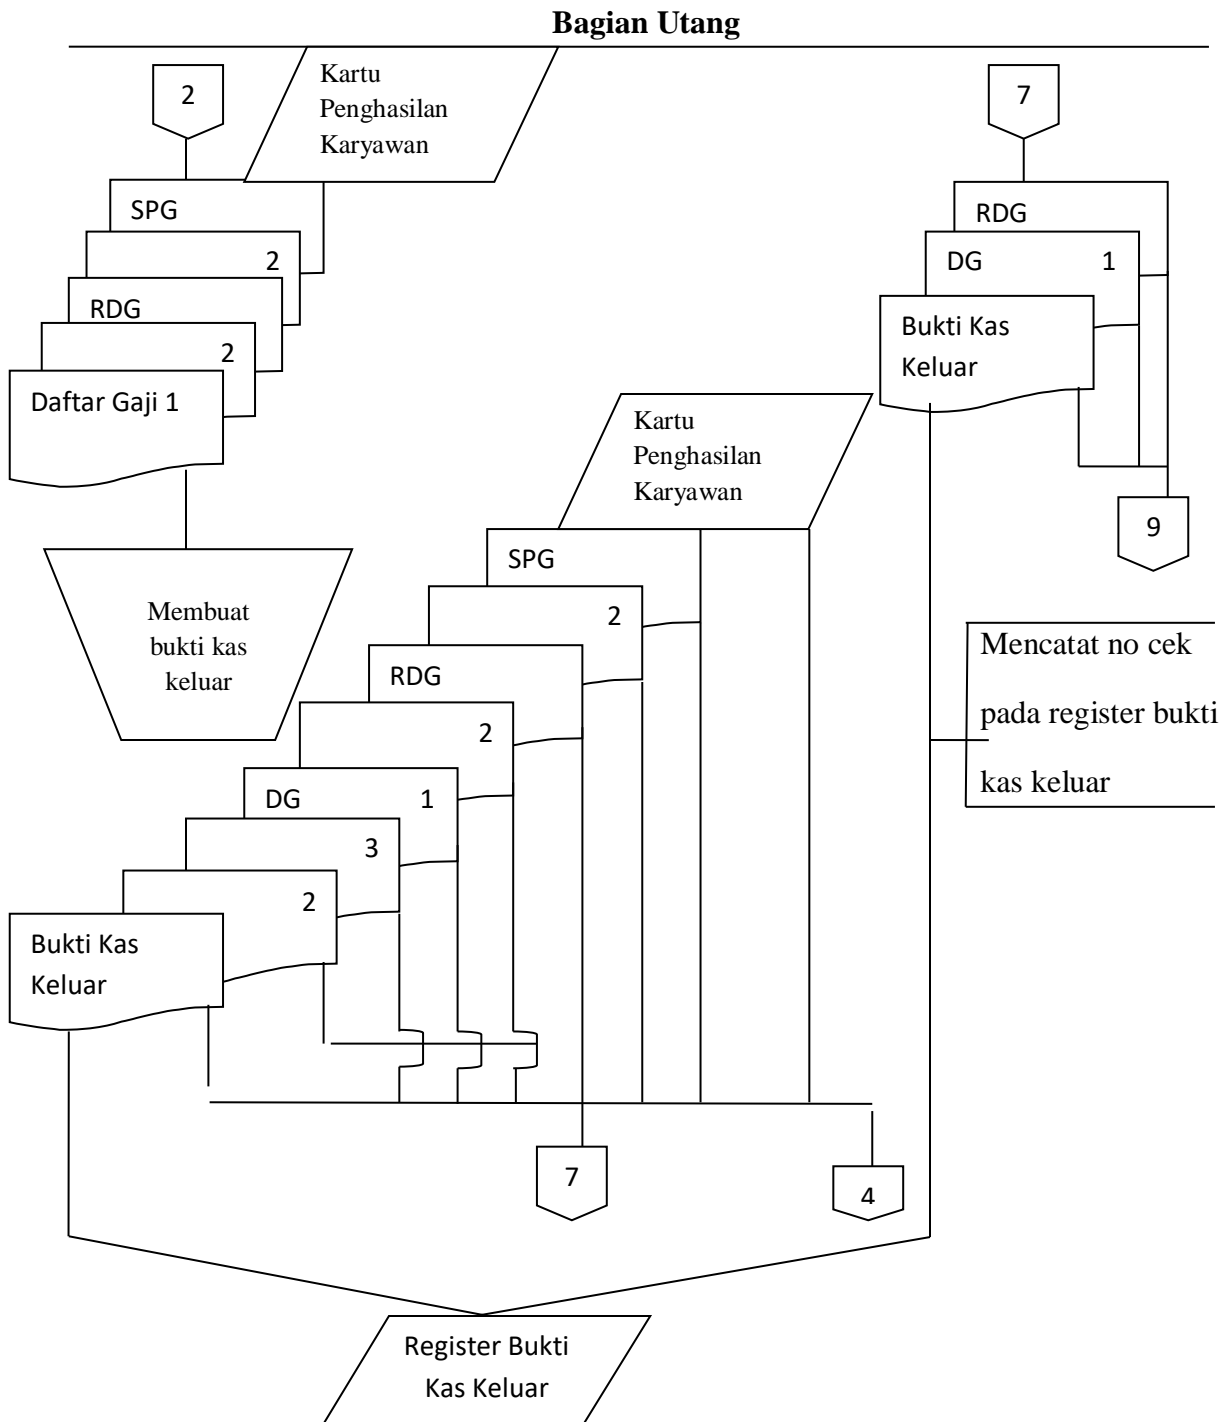 Bagian Utang
2
Kartu
Penghasilan
Karyawan
SPG
2
RDG
2
Daftar Gaji 1
Membuat
bukti kas
keluar
Kartu
Penghasilan
Karyawan
SPG
2
RDG
2
DG 1
3
2
Bukti Kas
Keluar
7
4
7
RDG
DG 1
Bukti Kas
Keluar
9
Mencatat no cek
pada register bukti
kas keluar
Register Bukti
Kas Keluar